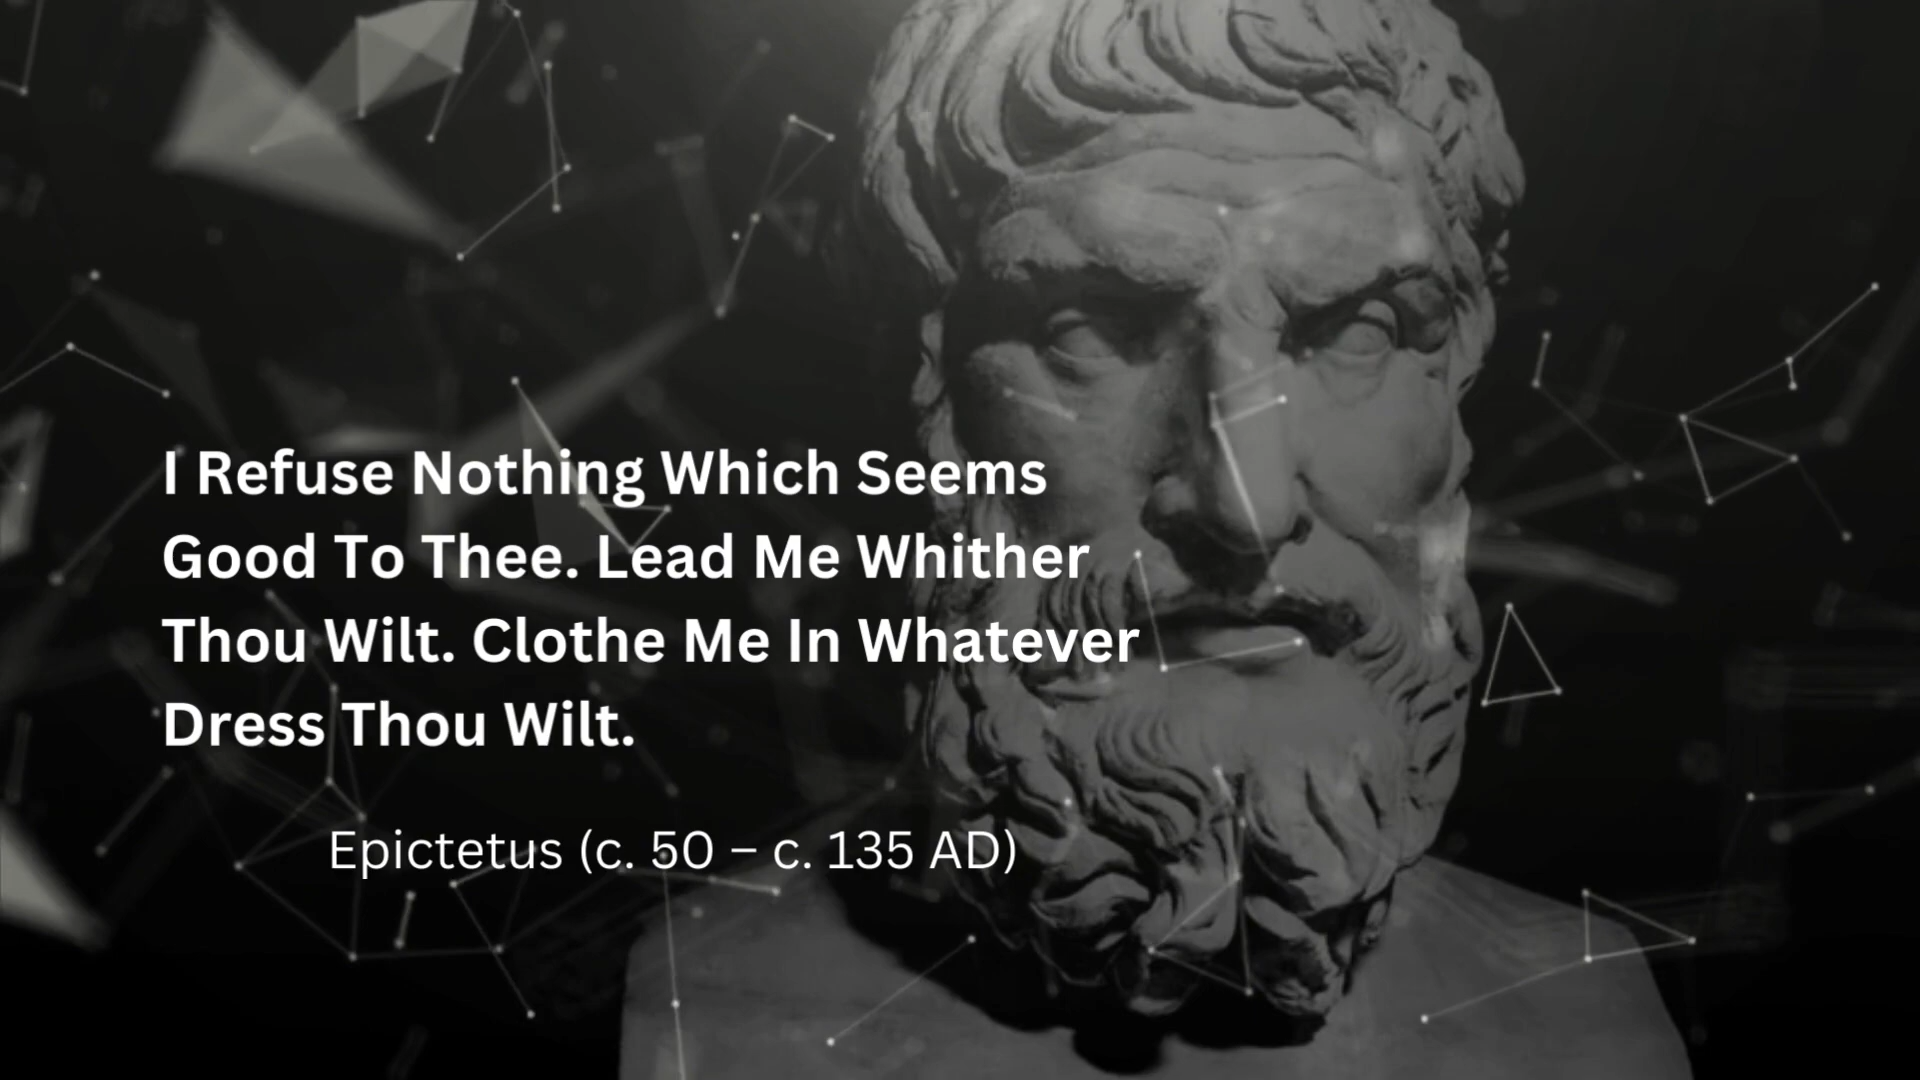 I Refuse Nothing Which Seems
Good To Thee. Lead Me Whither
Thou Wilt. Clothe Me In Whatever
Dress Thou Wilt.
Epictetus (c. 50 – c. 135 AD)